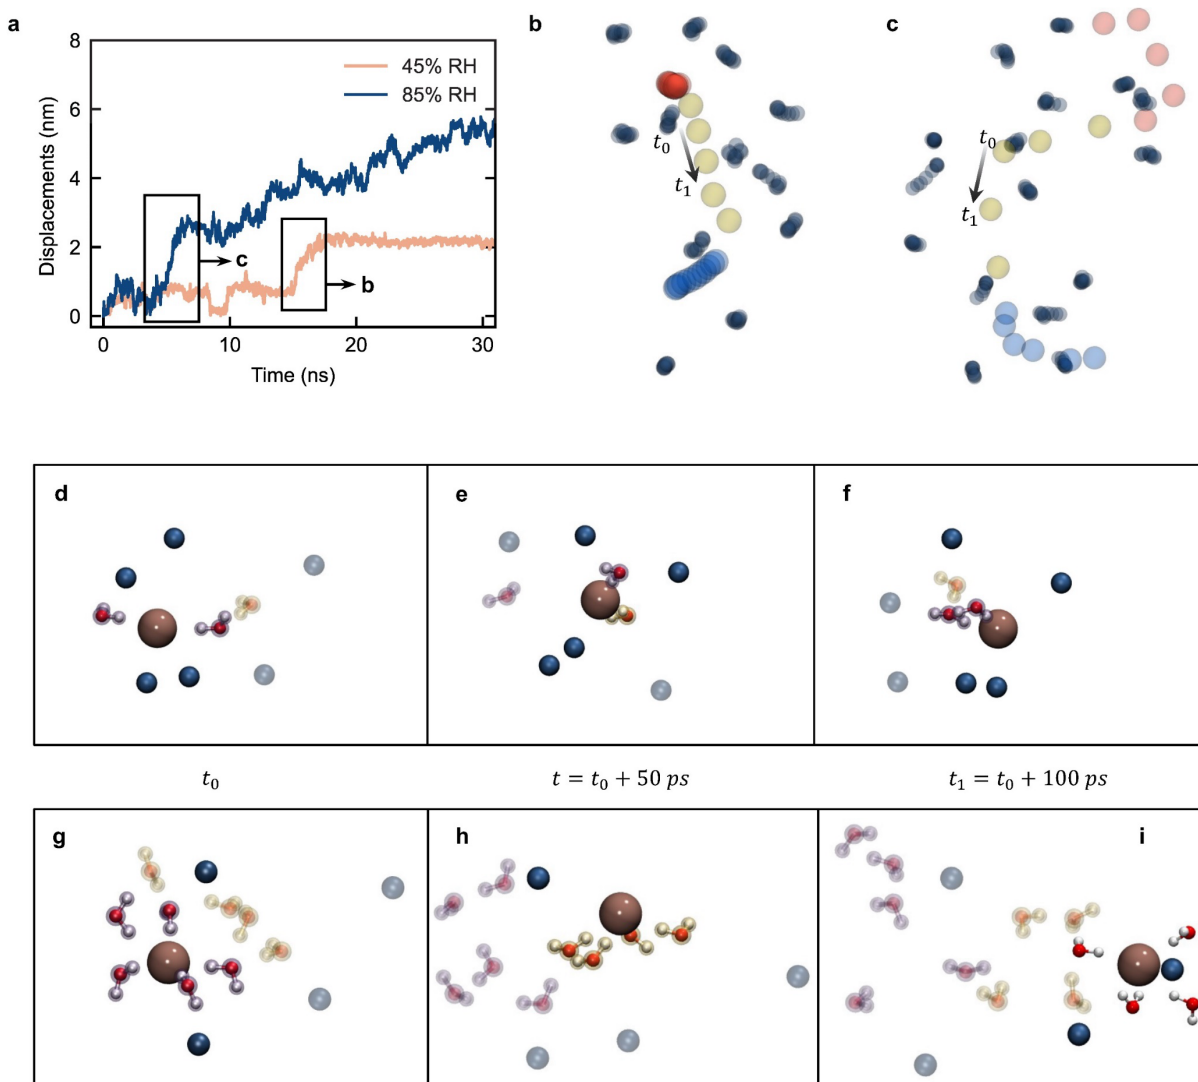 a
b
c
8
6
4
2
0
Displacements (nm)
45% RH
85% RH
c
b
0
10
20
30
Time (ns)
t₀
t₁
t₀
t₁
d
e
f
t₀
t = t₀ + 50 ps
t₁ = t₀ + 100 ps
g
h
i